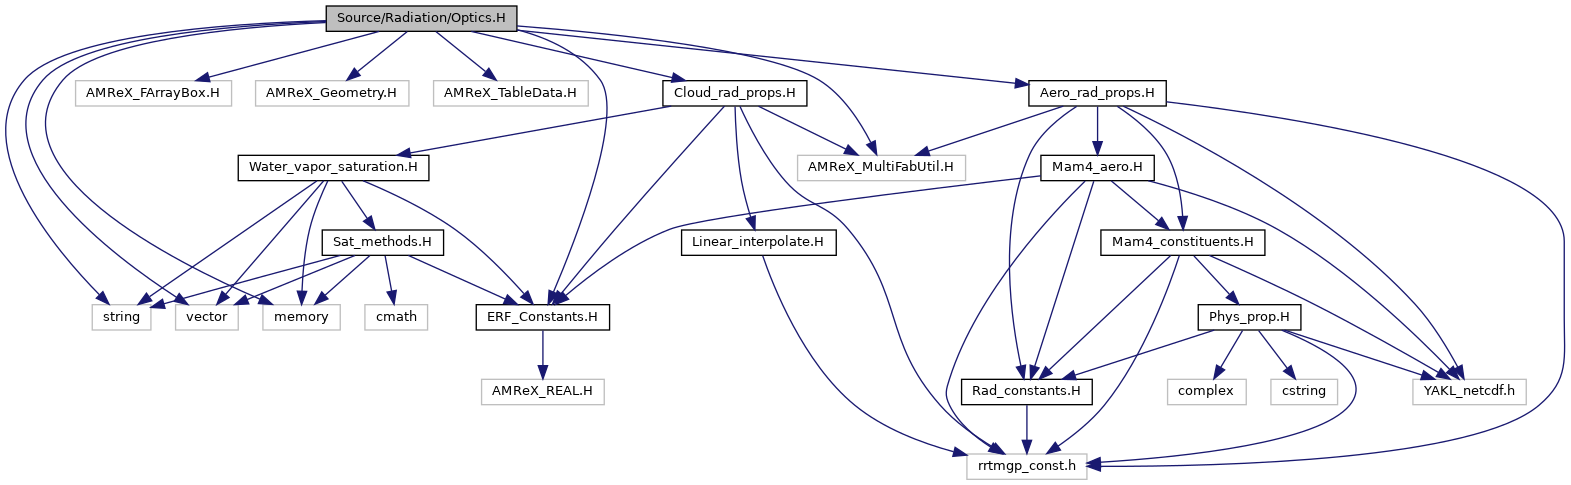 Source/Radiation/Optics.H
AMReX_FArrayBox.H
AMReX_Geometry.H
AMReX_TableData.H
Cloud_rad_props.H
Aero_rad_props.H
Water_vapor_saturation.H
AMReX_MultiFabUtil.H
Mam4_aero.H
Sat_methods.H
Linear_interpolate.H
Mam4_constituents.H
string
vector
memory
cmath
ERF_Constants.H
Phys_prop.H
AMReX_REAL.H
Rad_constants.H
complex
cstring
YAKL_netcdf.h
rrtmgp_const.h